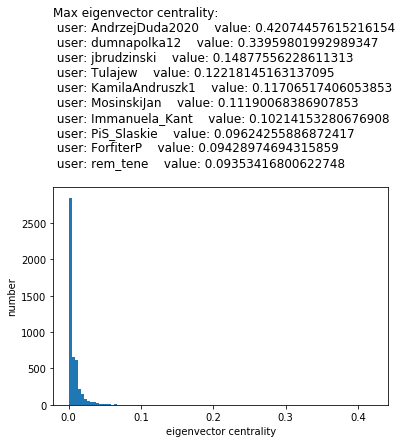 Max eigenvector centrality:
user: AndrzejDuda2020 value: 0.42074457615216154
user: dumnapolka12 value: 0.33959801992989347
user: jbrudzinski value: 0.14877556228611313
user: Tulajew value: 0.12218145163137095
user: KamilaAndruszk1 value: 0.11706517406053853
user: MosinskiJan value: 0.11190068386907853
user: Immanuela_Kant value: 0.10214153280676908
user: PiS_Slaskie value: 0.09624255886872417
user: ForfiterP value: 0.09428974694315859
user: rem_tene value: 0.09353416800622748
2500
2000
1500
1000
500
0
number
0.0 0.1 0.2 0.3 0.4
eigenvector centrality